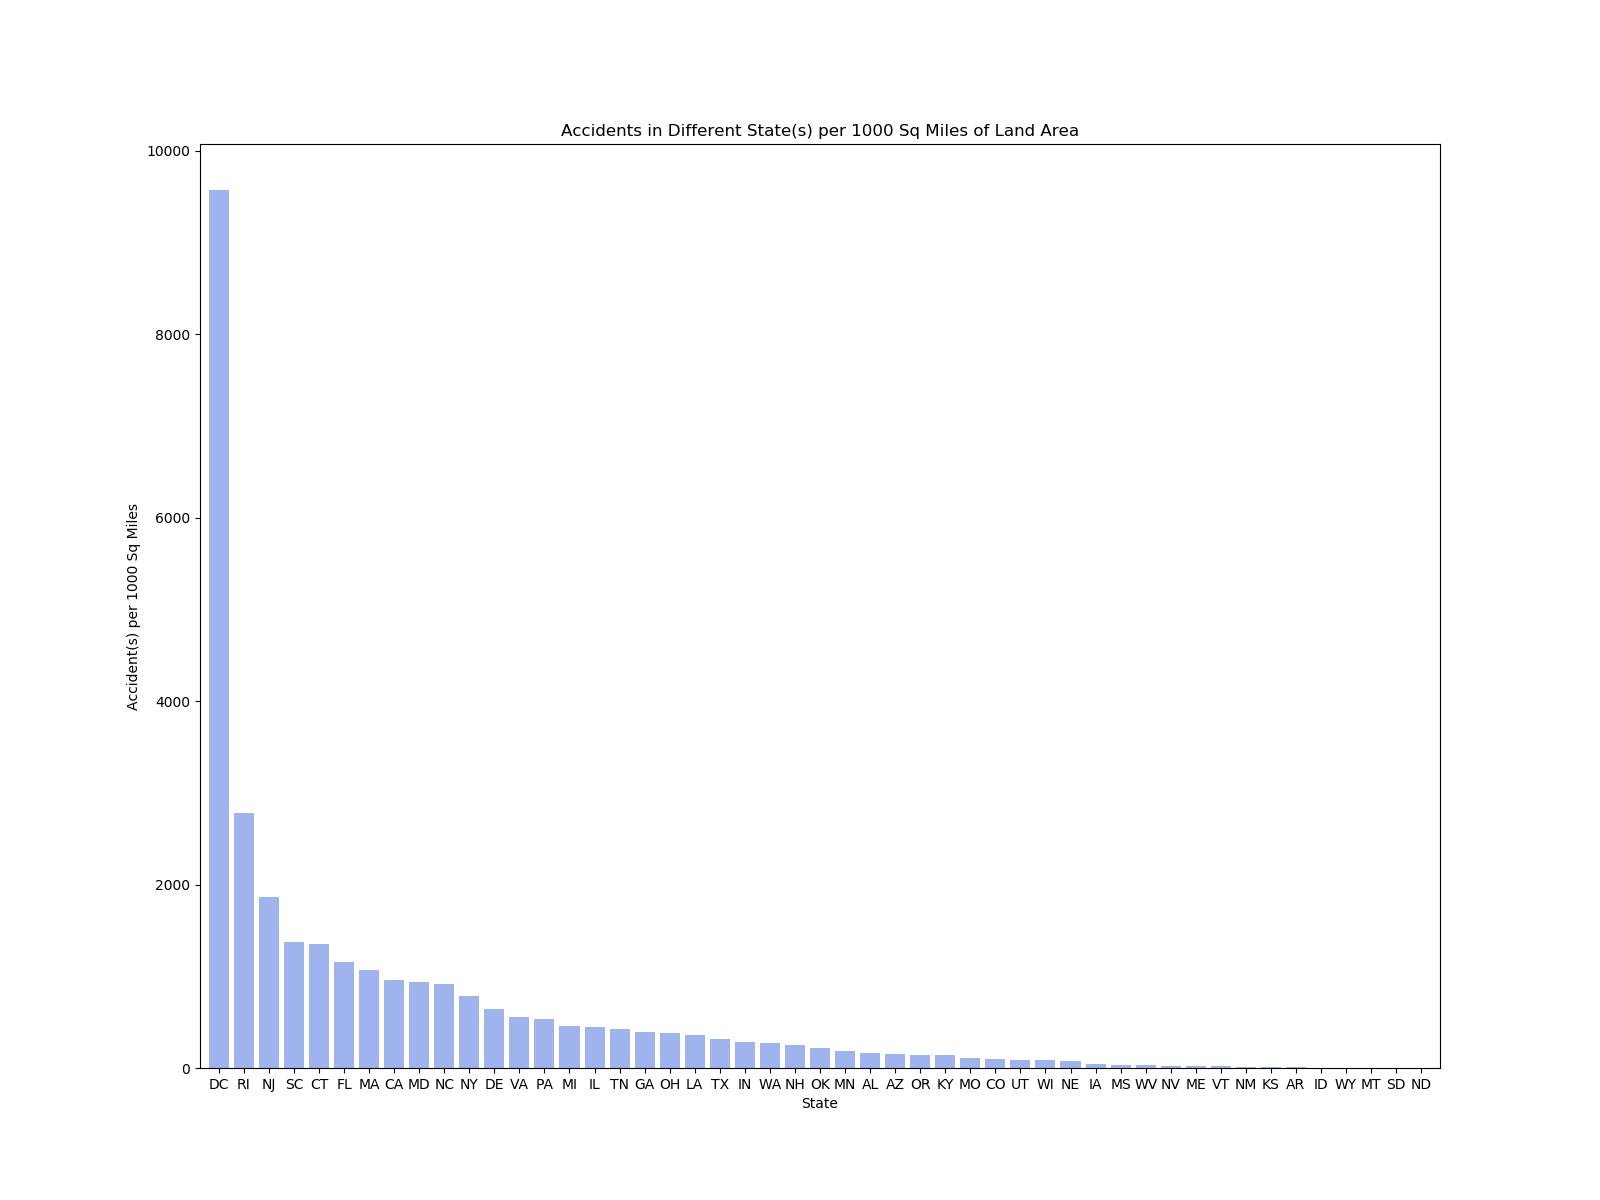 Accidents in Different State(s) per 1000 Sq Miles of Land Area
10000
8000
6000
4000
2000
0
Accident(s) per 1000 Sq Miles
DC RI NJ SC CT FL MA CA MD NC NY DE VA PA MI IL TN GA OH LA TX IN WA NH OK MN AL AZ OR KY MO CO UT WI NE IA MS WV NV ME VT NM KS AR ID WY MT SD ND
State